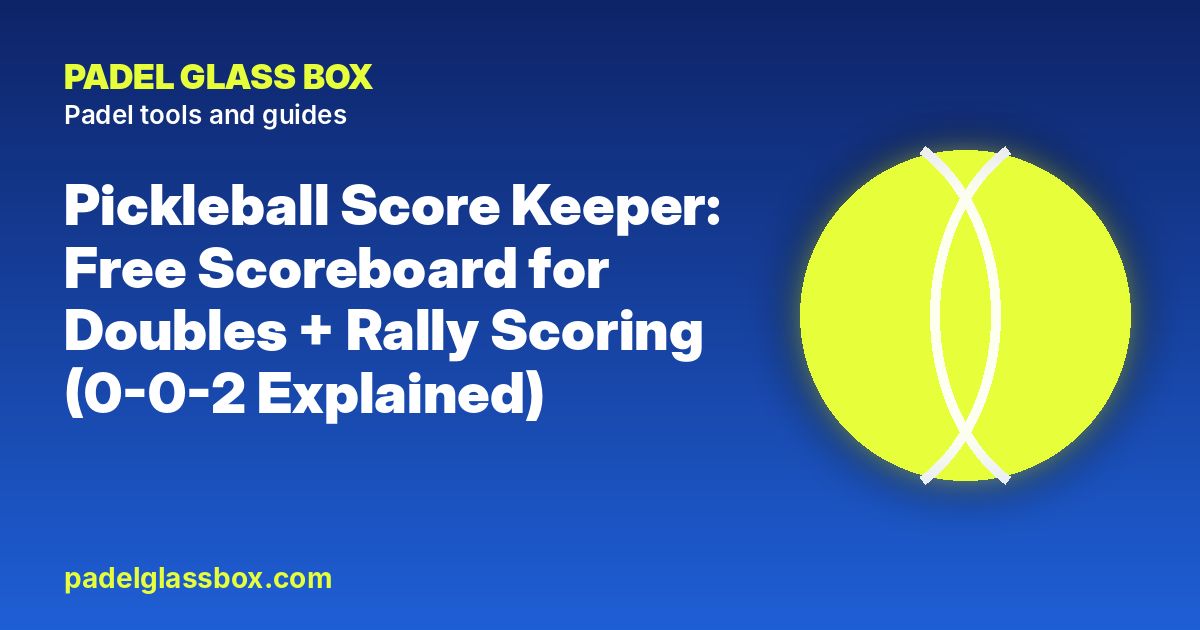 PADEL GLASS BOX
Padel tools and guides
Pickleball Score Keeper:
Free Scoreboard for
Doubles + Rally Scoring
(0-0-2 Explained)
padelglassbox.com